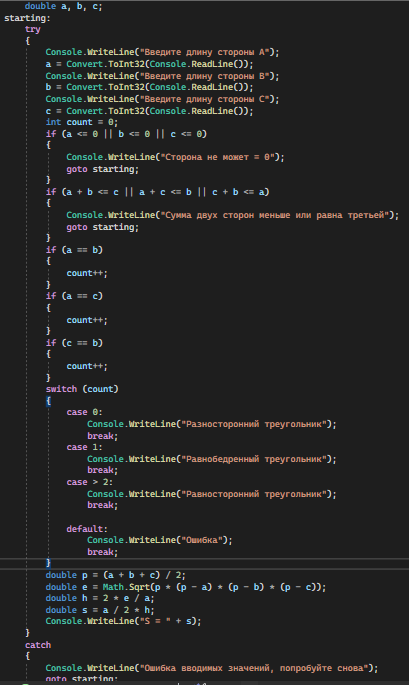 double a, b, c;
starting:
try
{
Console.WriteLine("Введите длину стороны A");
a = Convert.ToInt32(Console.ReadLine());
Console.WriteLine("Введите длину стороны B");
b = Convert.ToInt32(Console.ReadLine());
Console.WriteLine("Введите длину стороны C");
c = Convert.ToInt32(Console.ReadLine());
int count = 0;
if (a <= 0 || b <= 0 || c <= 0)
{
Console.WriteLine("Сторона не может = 0");
goto starting;
}
if (a + b <= c || a + c <= b || c + b <= a)
{
Console.WriteLine("Сумма двух сторон меньше или равна третьей");
goto starting;
}
if (a == b)
{
count++;
}
if (a == c)
{
count++;
}
if (c == b)
{
count++;
}
switch (count)
{
case 0:
Console.WriteLine("Разносторонний треугольник");
break;
case 1:
Console.WriteLine("Равнобедренный треугольник");
break;
case > 2:
Console.WriteLine("Равносторонний треугольник");
break;
default:
Console.WriteLine("Ошибка");
break;
}
double p = (a + b + c) / 2;
double e = Math.Sqrt(p * (p - a) * (p - b) * (p - c));
double h = 2 * e / a;
double s = a / 2 * h;
Console.WriteLine("S = " + s);
}
catch
{
Console.WriteLine("Ошибка вводимых значений, попробуйте снова");
goto starting;